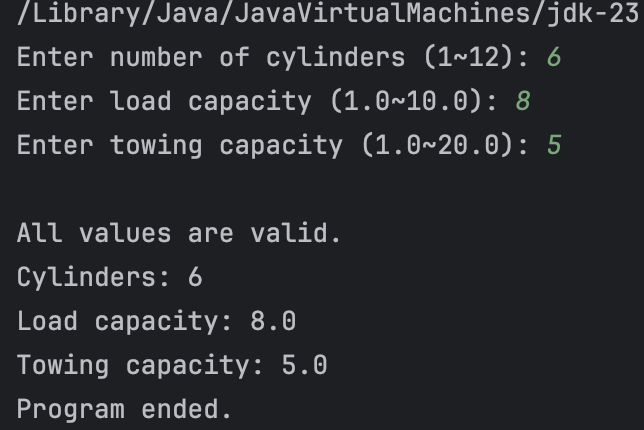 /Library/Java/JavaVirtualMachines/jdk-23
Enter number of cylinders (1~12): 6
Enter load capacity (1.0~10.0): 8
Enter towing capacity (1.0~20.0): 5
All values are valid.
Cylinders: 6
Load capacity: 8.0
Towing capacity: 5.0
Program ended.